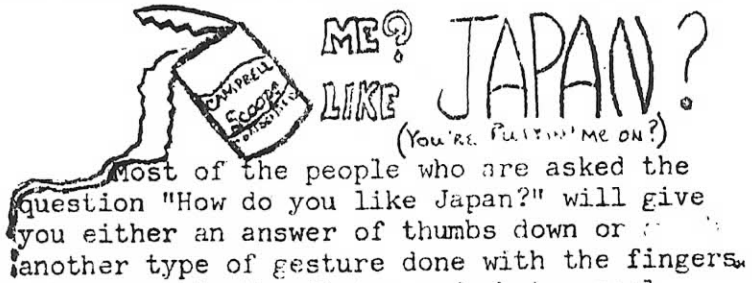 ME? JAPAN?
LIKE
CAMPBELL
SCOOPS
(YOU'RE PUTTIN' ME ON?)
Most of the people who are asked the
question "How do you like Japan?" will give
you either an answer of thumbs down or
another type of gesture done with the fingers.